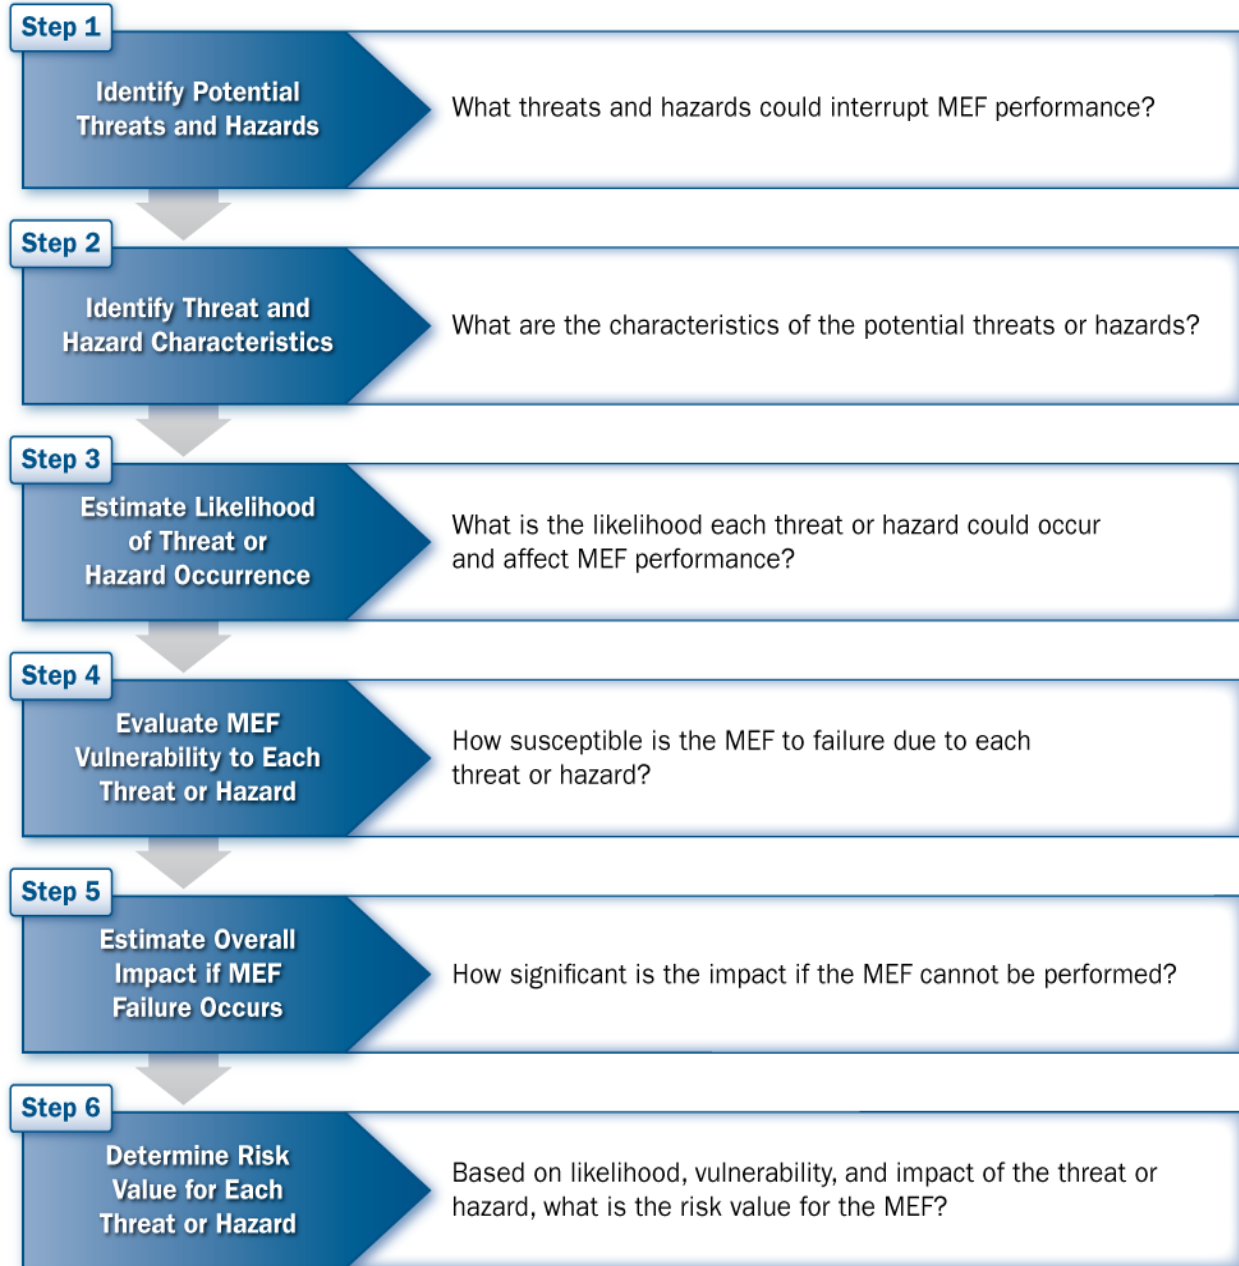 Step 1
Identify Potential
Threats and Hazards
What threats and hazards could interrupt MEF performance?
Step 2
Identify Threat and
Hazard Characteristics
What are the characteristics of the potential threats or hazards?
Step 3
Estimate Likelihood
of Threat or
Hazard Occurrence
What is the likelihood each threat or hazard could occur
and affect MEF performance?
Step 4
Evaluate MEF
Vulnerability to Each
Threat or Hazard
How susceptible is the MEF to failure due to each
threat or hazard?
Step 5
Estimate Overall
Impact if MEF
Failure Occurs
How significant is the impact if the MEF cannot be performed?
Step 6
Determine Risk
Value for Each
Threat or Hazard
Based on likelihood, vulnerability, and impact of the threat or
hazard, what is the risk value for the MEF?